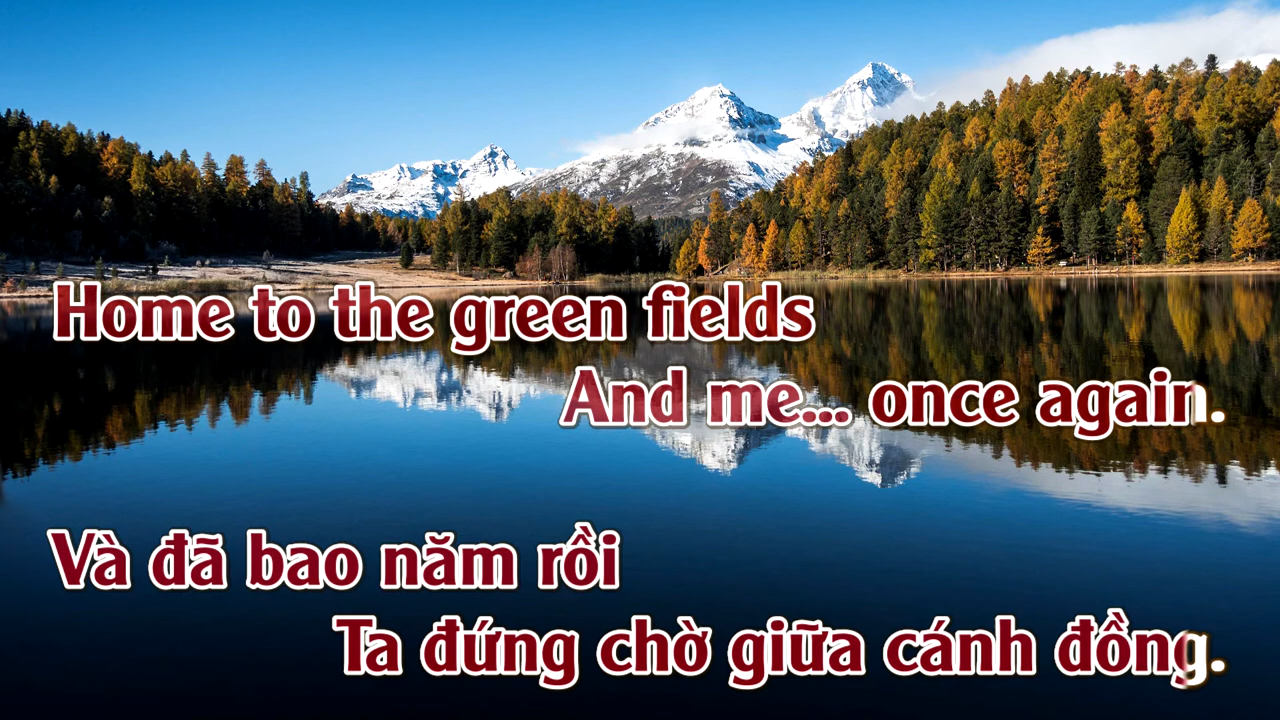 Home to the green fields
And me... once again.
Và đã bao năm rồi
Ta đứng chờ giữa cánh đồng.